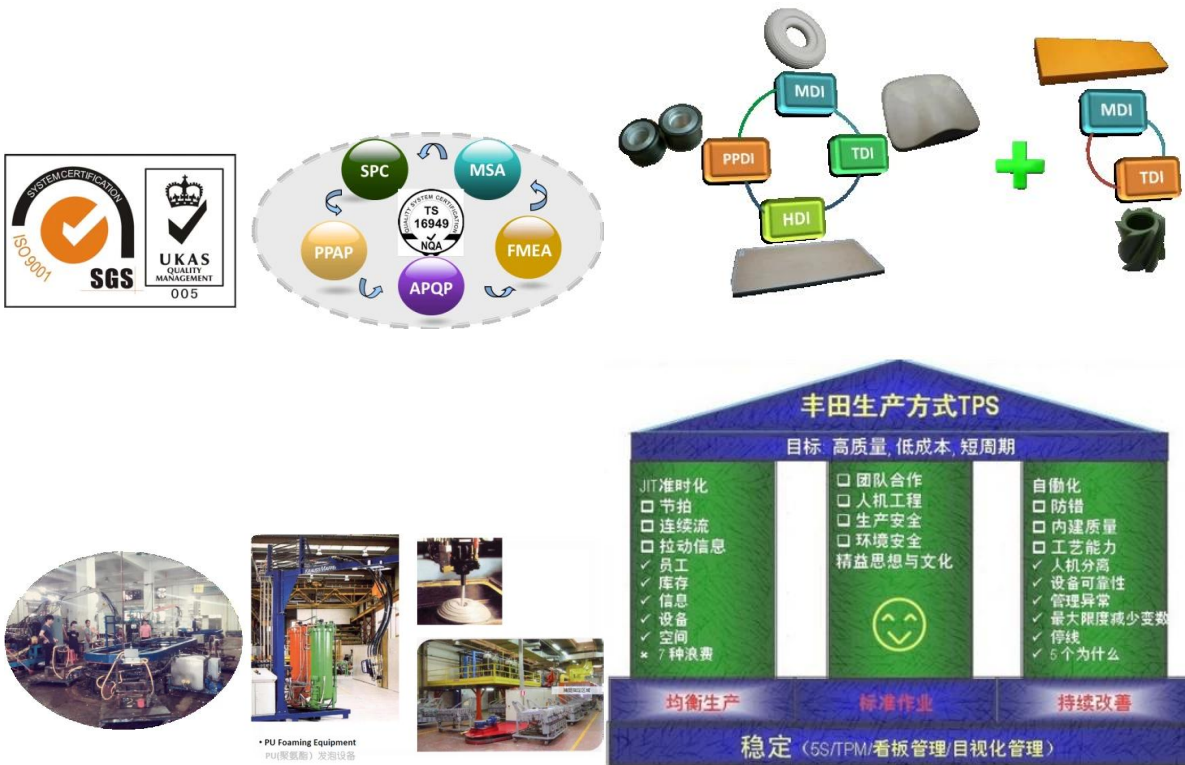 SYSTEM CERTIFICATION
ISO 9001
SGS
UKAS
QUALITY
MANAGEMENT
005
SPC
MSA
PPAP
FMEA
APQP
QUALITY SYSTEM CERTIFICATION
TS
16949
NQA
MDI
PPDI
TDI
HDI
MDI
TDI
• PU Foaming Equipment
PU(聚氨酯）发泡设备
丰田生产方式TPS
目标 高质量, 低成本, 短周期
JIT准时化
□ 节拍
□ 连续流
□ 拉动信息
✓ 员工
✓ 库存
✓ 信息
✓ 设备
✓ 空间
× 7种浪费
□ 团队合作
□ 人机工程
□ 生产安全
□ 环境安全
精益思想与文化
自働化
□ 防错
□ 内建质量
□ 工艺能力
✓ 人机分离
✓ 设备可靠性
✓ 管理异常
✓ 最大限度减少变数
✓ 停线
✓ 5个为什么
均衡生产
标准作业
持续改善
稳定（5S/TPM/看板管理/目视化管理）